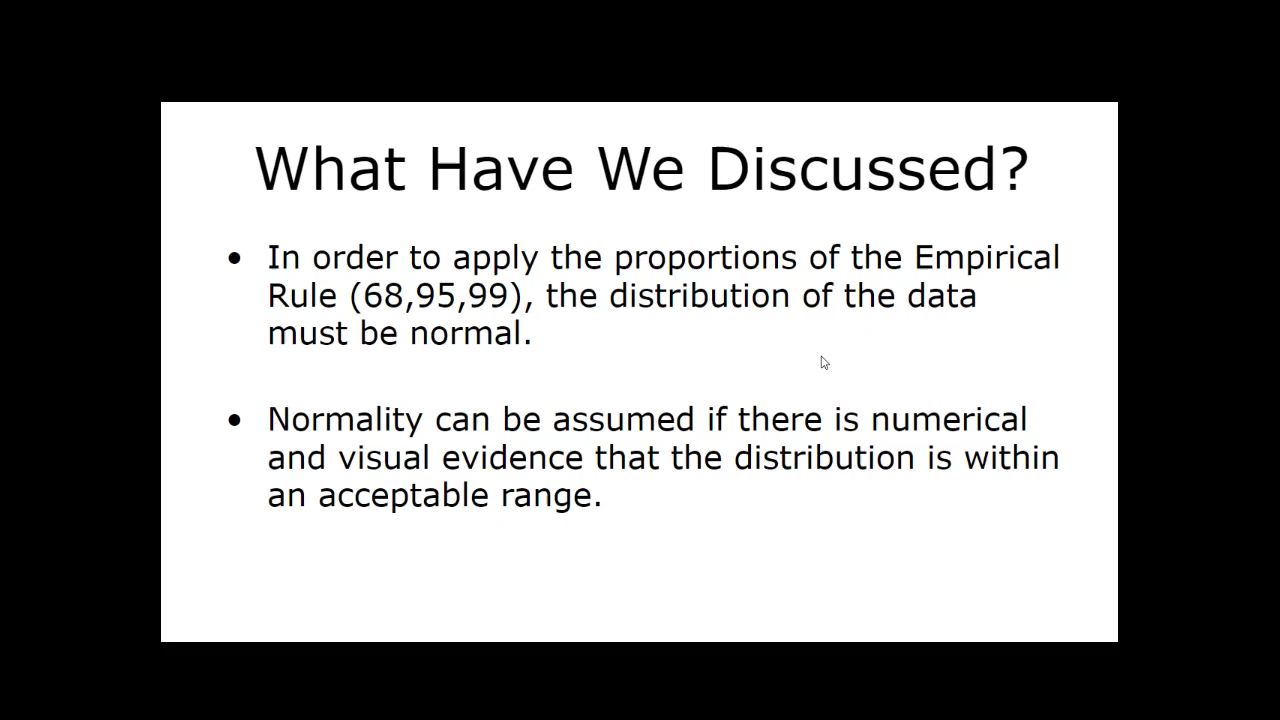 What Have We Discussed?
• In order to apply the proportions of the Empirical
Rule (68,95,99), the distribution of the data
must be normal.
• Normality can be assumed if there is numerical
and visual evidence that the distribution is within
an acceptable range.